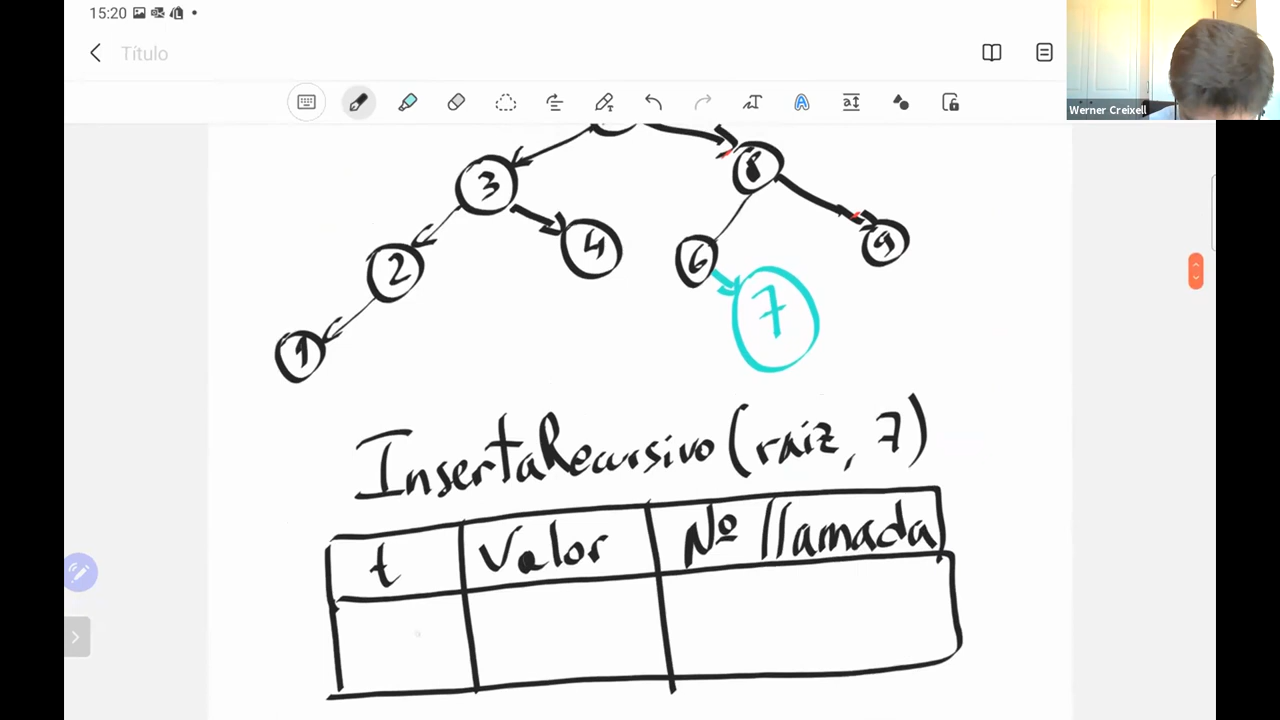 15:20
Título
Werner Creixell
3
8
2
4
6
9
7
1
InsertaRecursivo (raiz, 7)
t Valor Nº llamada